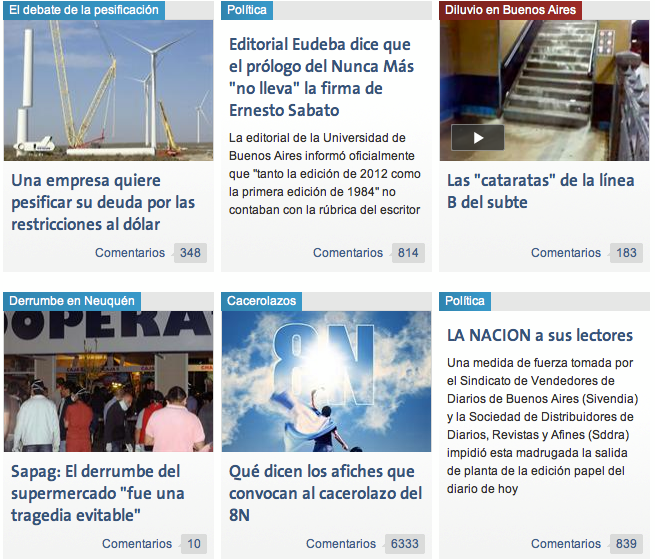 El debate de la pesificación
Una empresa quiere
pesificar su deuda por las
restricciones al dólar
Comentarios 348
Política
Editorial Eudeba dice que
el prólogo del Nunca Más
"no lleva" la firma de
Ernesto Sabato
La editorial de la Universidad de
Buenos Aires informó oficialmente
que "tanto la edición de 2012 como
la primera edición de 1984" no
contaban con la rúbrica del escritor
Comentarios 814
Diluvio en Buenos Aires
Las "cataratas" de la línea
B del subte
Comentarios 183
Derrumbe en Neuquén
OOPERA
CAJA
Sapag: El derrumbe del
supermercado "fue una
tragedia evitable"
Comentarios 10
Cacerolazos
8N
Qué dicen los afiches que
convocan al cacerolazo del
8N
Comentarios 6333
Política
LA NACION a sus lectores
Una medida de fuerza tomada por
el Sindicato de Vendedores de
Diarios de Buenos Aires (Sivendia)
y la Sociedad de Distribuidores de
Diarios, Revistas y Afines (Sddra)
impidió esta madrugada la salida
de planta de la edición papel del
diario de hoy
Comentarios 839